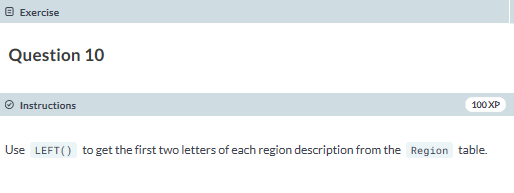 Exercise
Question 10
Instructions
100 XP
Use LEFT() to get the first two letters of each region description from the Region table.